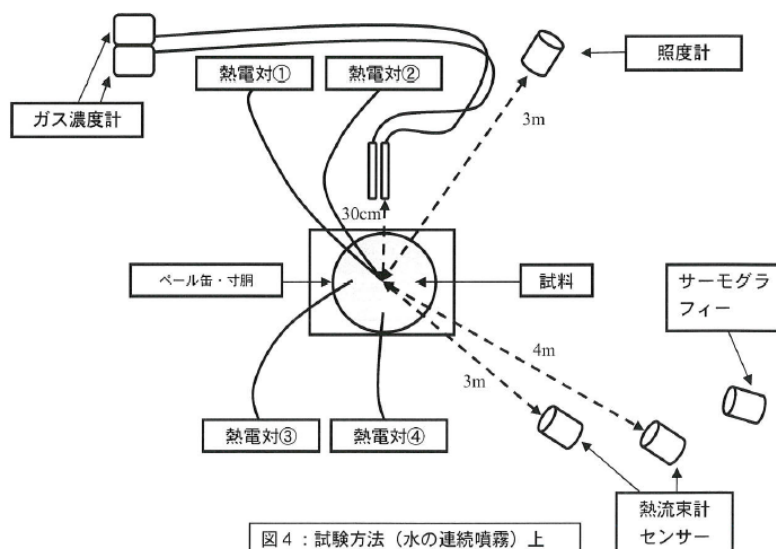 熱電対①
熱電対②
照度計
ガス濃度計
3m
30cm
ペール缶・寸胴
試料
サーモグラ
フィー
4m
3m
熱電対③
熱電対④
熱流束計
センサー
図4:試験方法(水の連続噴霧)上